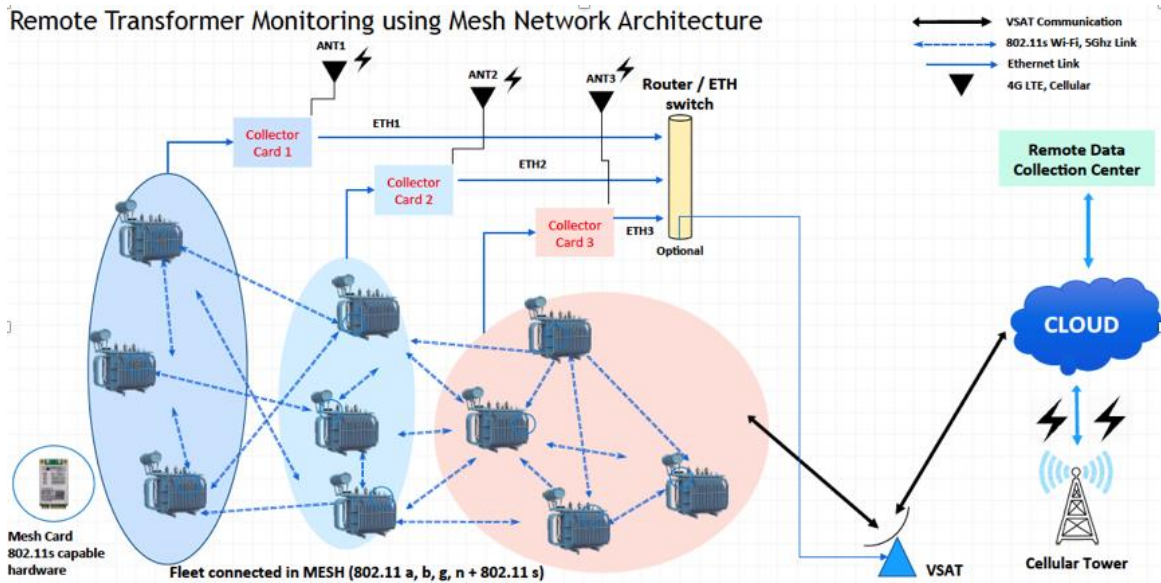 Remote Transformer Monitoring using Mesh Network Architecture
VSAT Communication
802.11s Wi-Fi, 5Ghz Link
Ethernet Link
4G LTE, Cellular
ANT1
ANT2
ANT3
Router / ETH
switch
Collector
Card 1
ETH1
Collector
Card 2
ETH2
Collector
Card 3
ETH3
Optional
Remote Data
Collection Center
CLOUD
Mesh Card
802.11s capable
hardware
Fleet connected in MESH (802.11 a, b, g, n + 802.11 s)
VSAT
Cellular Tower